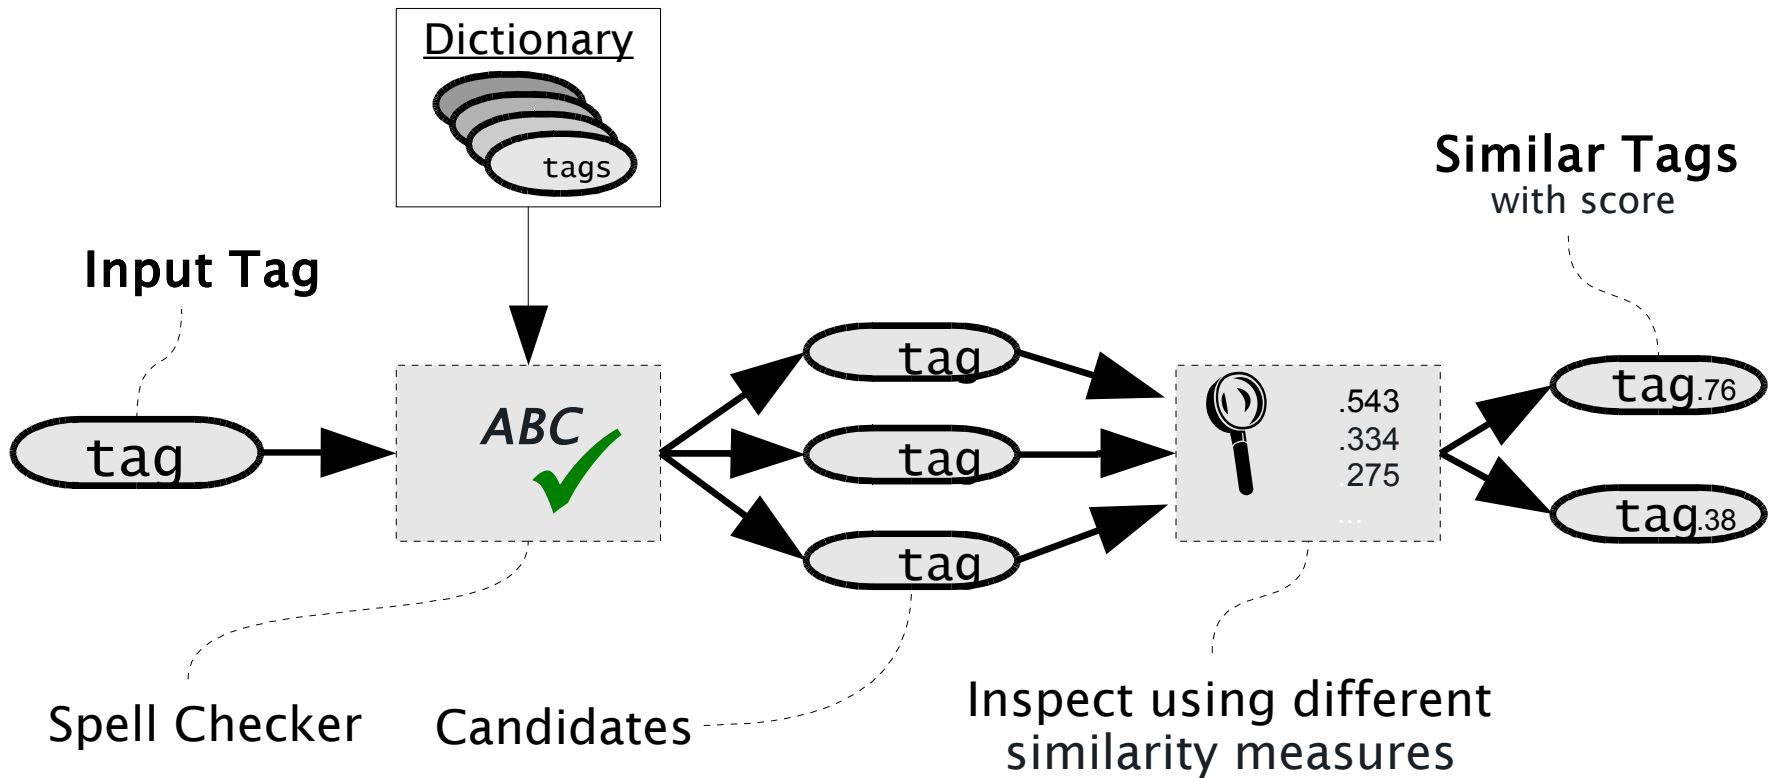 Dictionary
tags
Similar Tags
with score
Input Tag
tag
ABC
tag
tag
tag
.543
.334
.275
...
tag.76
tag.38
Spell Checker
Candidates
Inspect using different
similarity measures